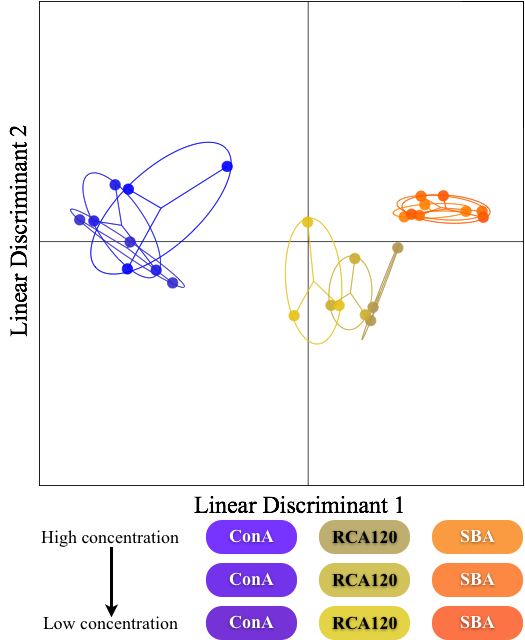 Linear Discriminant 2
Linear Discriminant 1
High concentration
ConA
RCA120
SBA
ConA
RCA120
SBA
Low concentration
ConA
RCA120
SBA